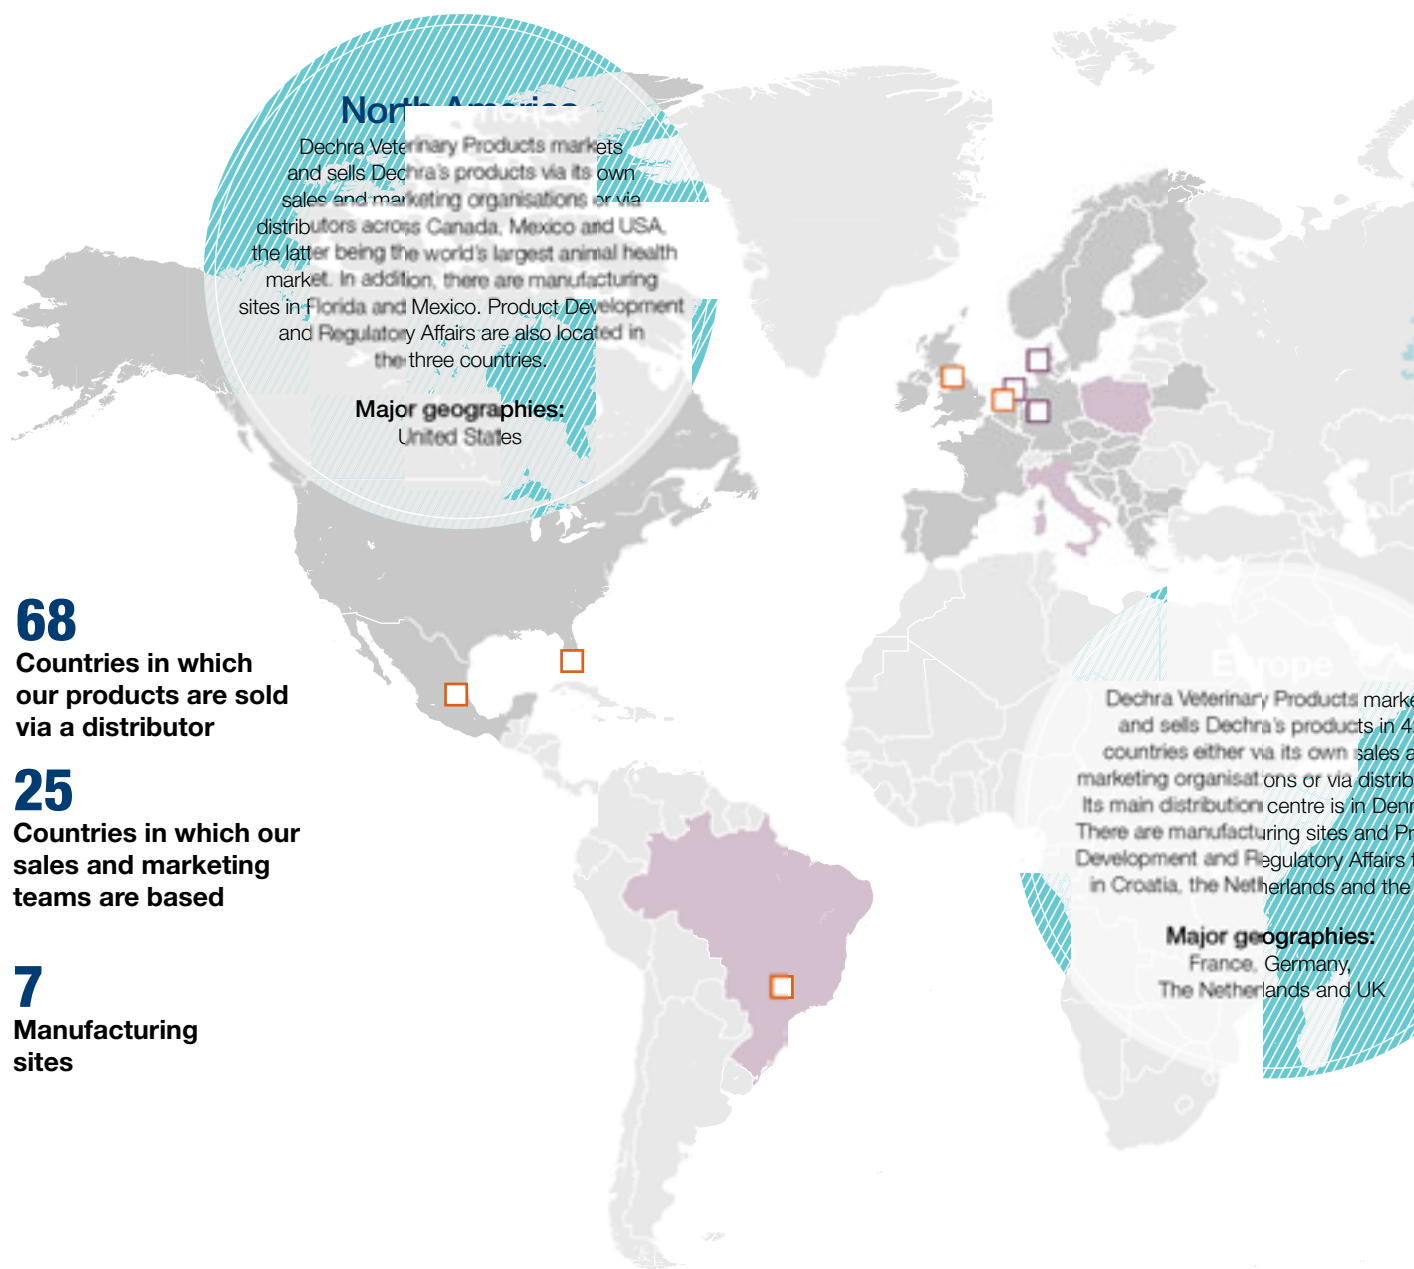 North America
Dechra Veterinary Products markets
and sells Dechra's products via its own
sales and marketing organisations or via
distributors across Canada, Mexico and USA,
the latter being the world's largest animal health
market. In addition, there are manufacturing
sites in Florida and Mexico. Product Development
and Regulatory Affairs are also located in
the three countries.
Major geographies:
United States
68
Countries in which
our products are sold
via a distributor
25
Countries in which our
sales and marketing
teams are based
7
Manufacturing
sites
Europe
Dechra Veterinary Products
and sells Dechra's products in
countries either via its own sales
marketing organisations or via
Its main distribution centre is in
There are manufacturing sites and
Development and Regulatory Affairs
in Croatia, the Netherlands and the
Major geographies:
France, Germany,
The Netherlands and UK